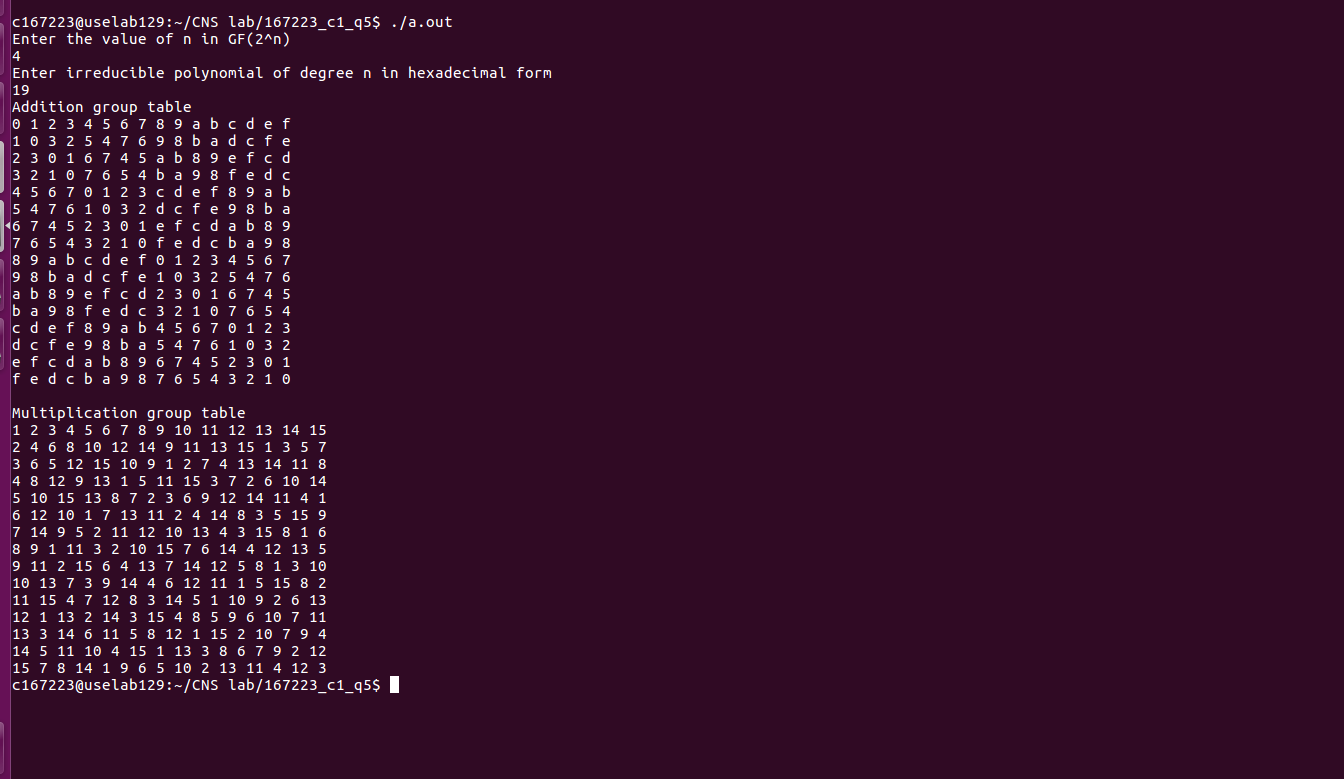 c167223@uselab129:~/CNS lab/167223_c1_q5$ ./a.out
Enter the value of n in GF(2^n)
4
Enter irreducible polynomial of degree n in hexadecimal form
19
Addition group table
0 1 2 3 4 5 6 7 8 9 a b c d e f
1 0 3 2 5 4 7 6 9 8 b a d c f e
2 3 0 1 6 7 4 5 a b 8 9 e f c d
3 2 1 0 7 6 5 4 b a 9 8 f e d c
4 5 6 7 0 1 2 3 c d e f 8 9 a b
5 4 7 6 1 0 3 2 d c f e 9 8 b a
6 7 4 5 2 3 0 1 e f c d a b 8 9
7 6 5 4 3 2 1 0 f e d c b a 9 8
8 9 a b c d e f 0 1 2 3 4 5 6 7
9 8 b a d c f e 1 0 3 2 5 4 7 6
a b 8 9 e f c d 2 3 0 1 6 7 4 5
b a 9 8 f e d c 3 2 1 0 7 6 5 4
c d e f 8 9 a b 4 5 6 7 0 1 2 3
d c f e 9 8 b a 5 4 7 6 1 0 3 2
e f c d a b 8 9 6 7 4 5 2 3 0 1
f e d c b a 9 8 7 6 5 4 3 2 1 0
Multiplication group table
1 2 3 4 5 6 7 8 9 10 11 12 13 14 15
2 4 6 8 10 12 14 9 11 13 15 1 3 5 7
3 6 5 12 15 10 9 1 2 7 4 13 14 11 8
4 8 12 9 13 1 5 11 15 3 7 2 6 10 14
5 10 15 13 8 7 2 3 6 9 12 14 11 4 1
6 12 10 1 7 13 11 2 4 14 8 3 5 15 9
7 14 9 5 2 11 12 10 13 4 3 15 8 1 6
8 9 1 11 3 2 10 15 7 6 14 4 12 13 5
9 11 2 15 6 4 13 7 14 12 5 8 1 3 10
10 13 7 3 9 14 4 6 12 11 1 5 15 8 2
11 15 4 7 12 8 3 14 5 1 10 9 2 6 13
12 1 13 2 14 3 15 4 8 5 9 6 10 7 11
13 3 14 6 11 5 8 12 1 15 2 10 7 9 4
14 5 11 10 4 15 1 13 3 8 6 7 9 2 12
15 7 8 14 1 9 6 5 10 2 13 11 4 12 3
c167223@uselab129:~/CNS lab/167223_c1_q5$